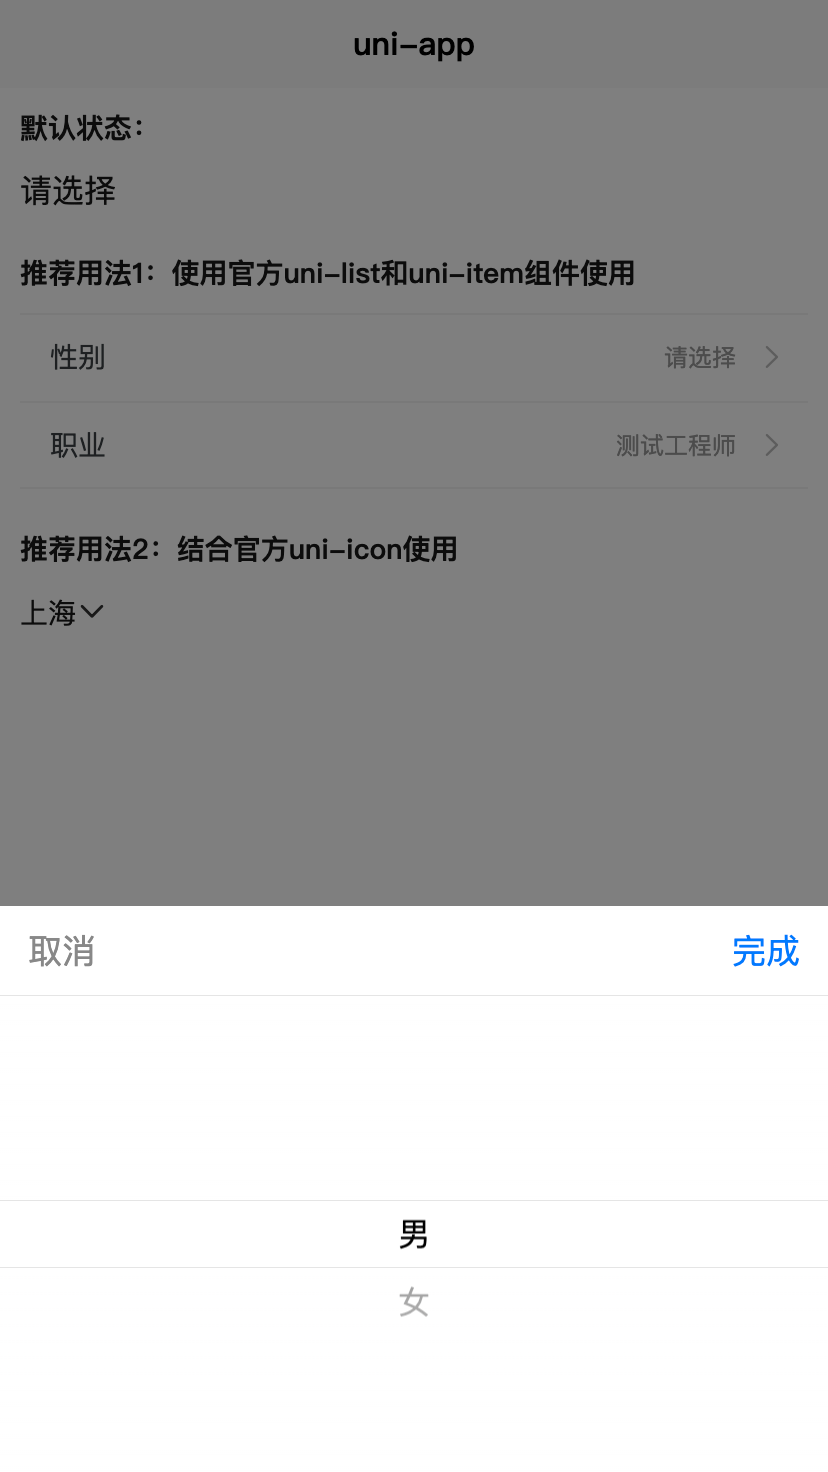 uni-app
默认状态：
请选择
推荐用法1：使用官方uni-list和uni-item组件使用
性别 请选择
职业 测试工程师
推荐用法2：结合官方uni-icon使用
上海
取消 完成
男
女